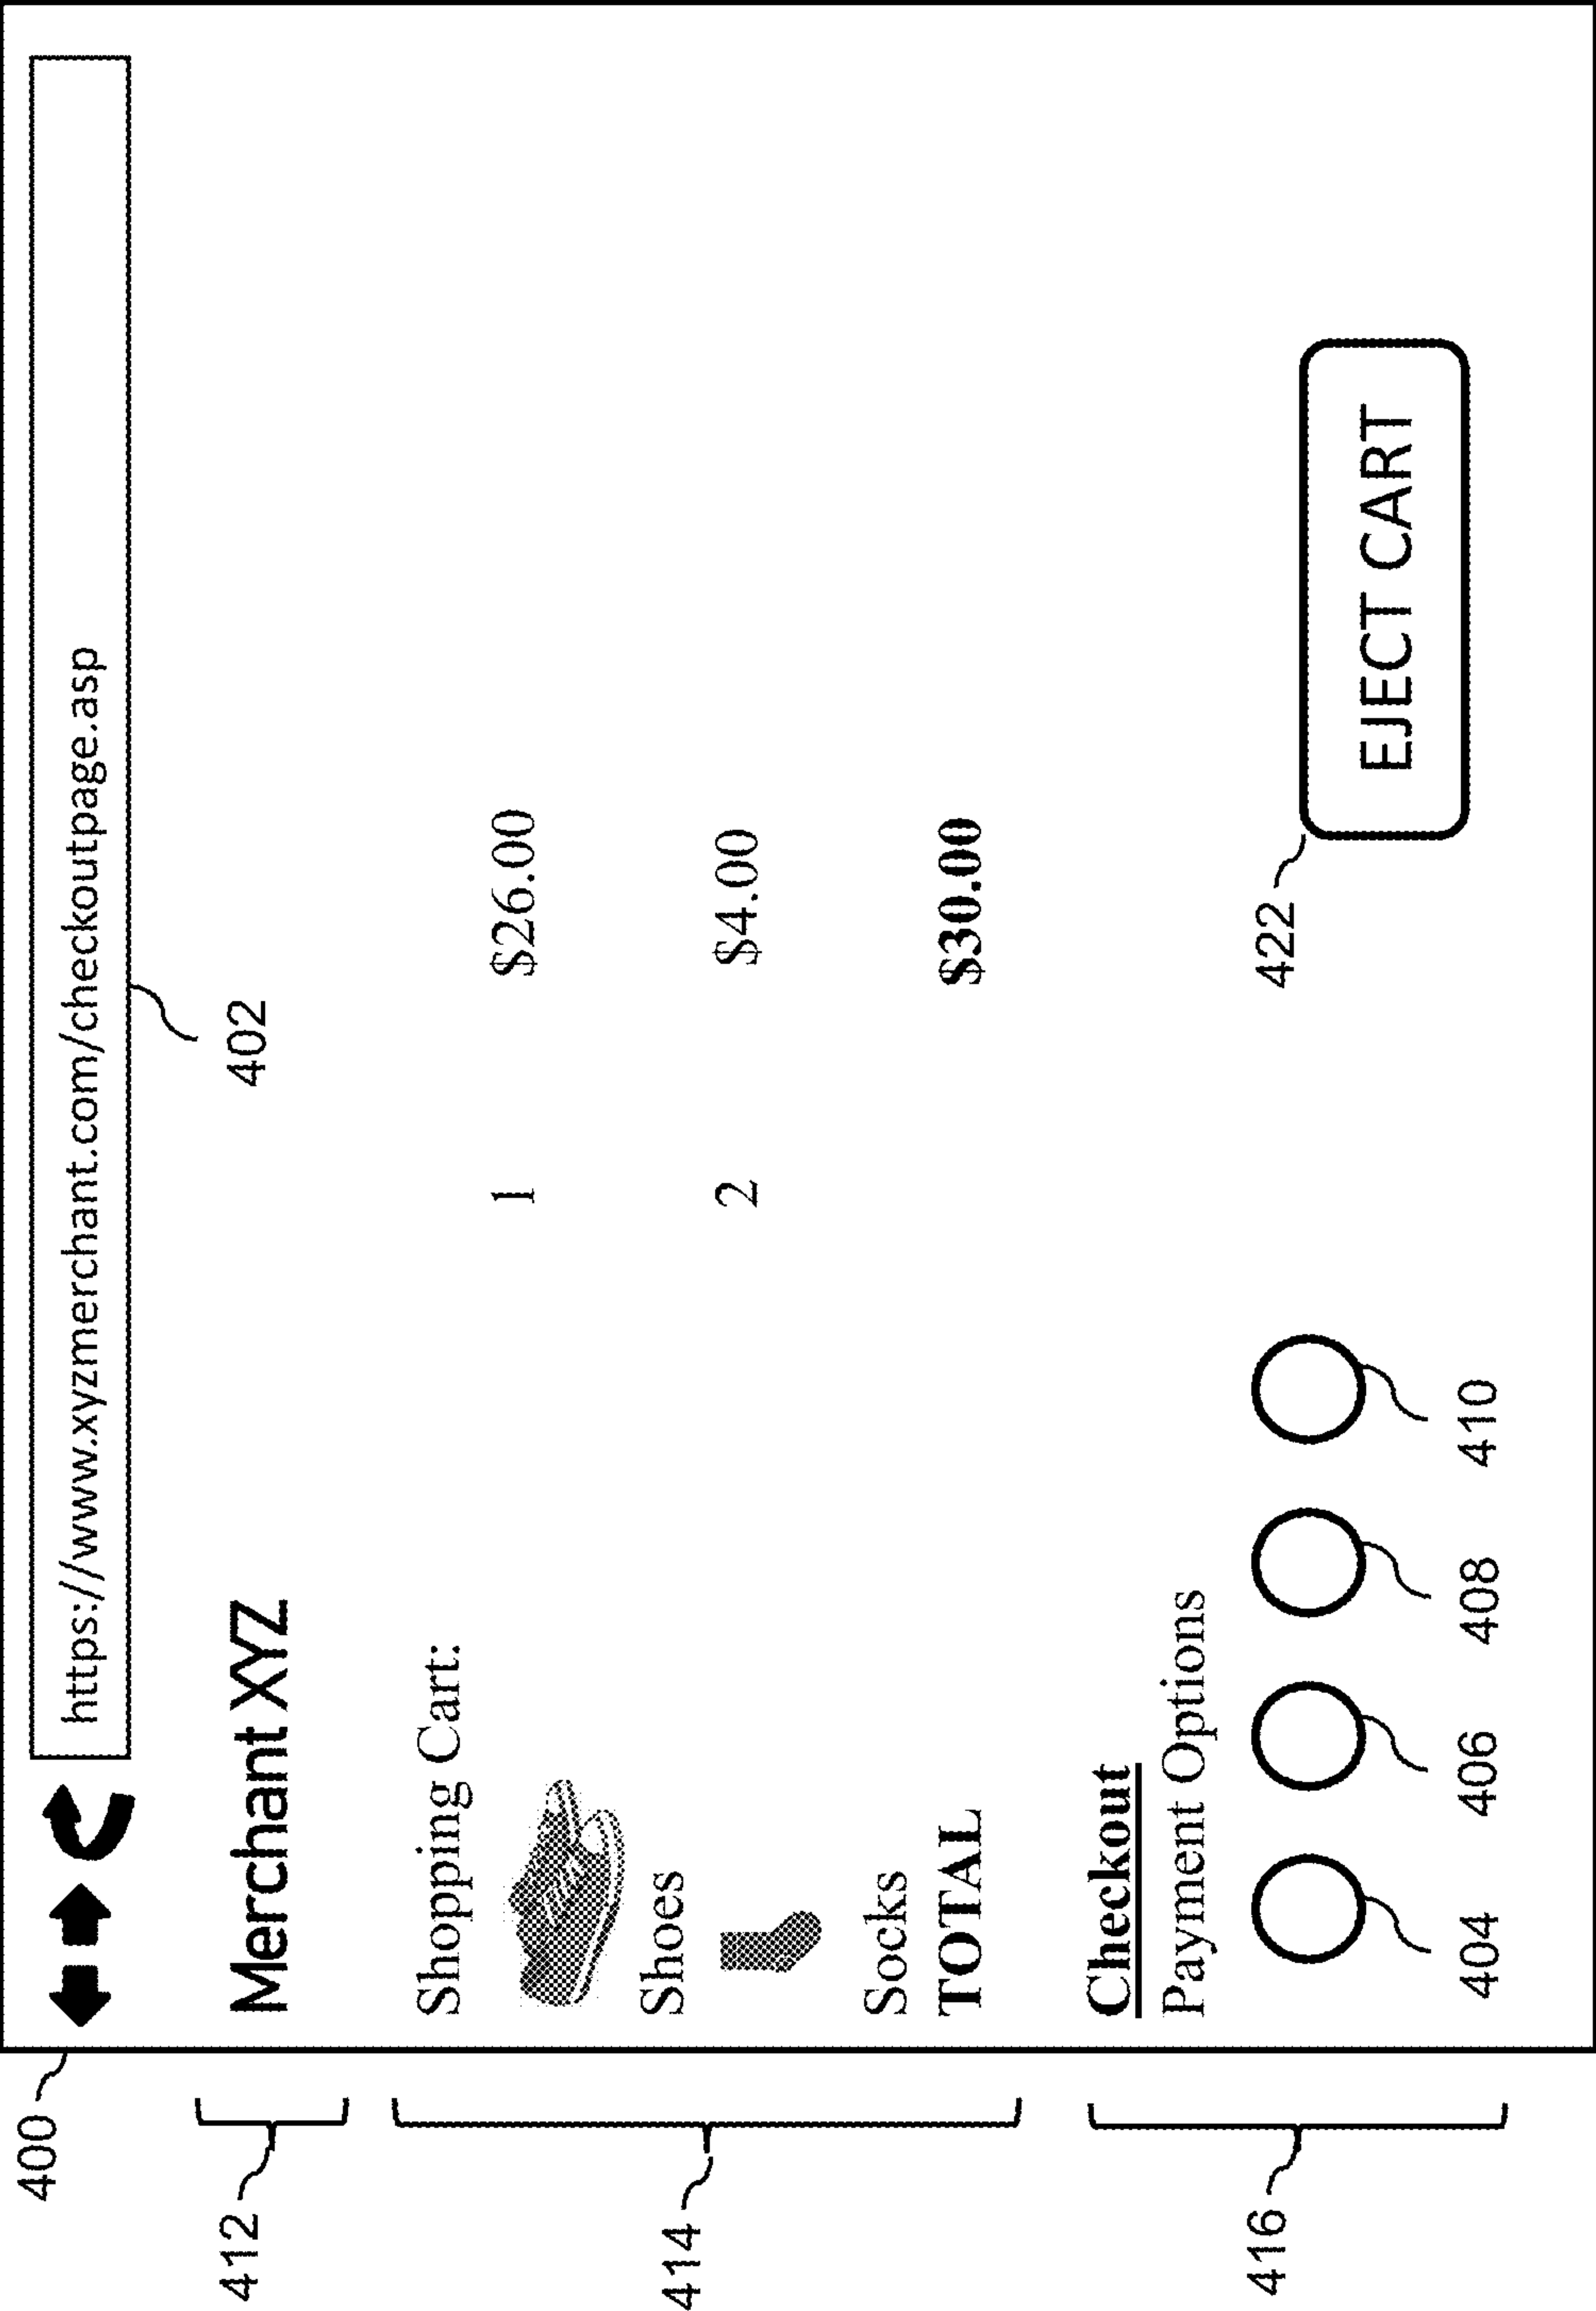 400
https://www.xyzmerchant.com/checkoutpage.asp
402
412
Merchant XYZ
414
Shopping Cart:
1 $26.00
Shoes
2 $4.00
Socks
TOTAL $30.00
416
Checkout
Payment Options
422
EJECT CART
404 406 408 410